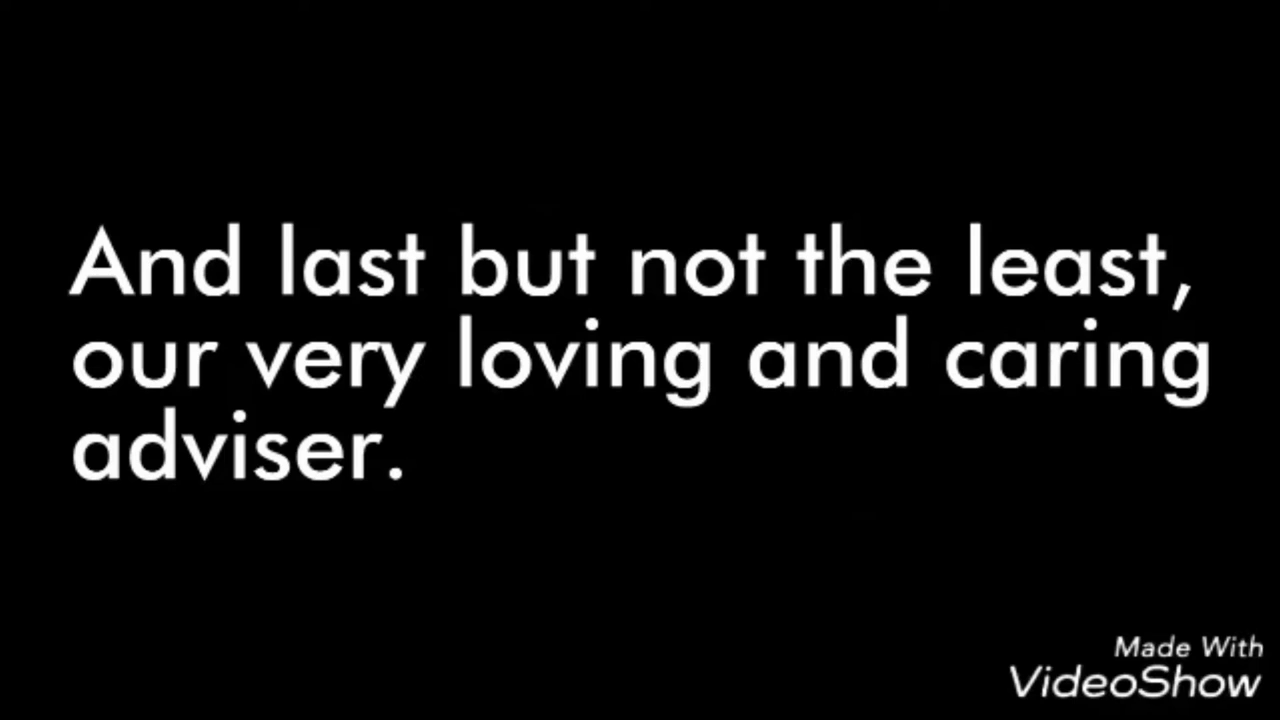 And last but not the least,
our very loving and caring
adviser.
Made With
VideoShow